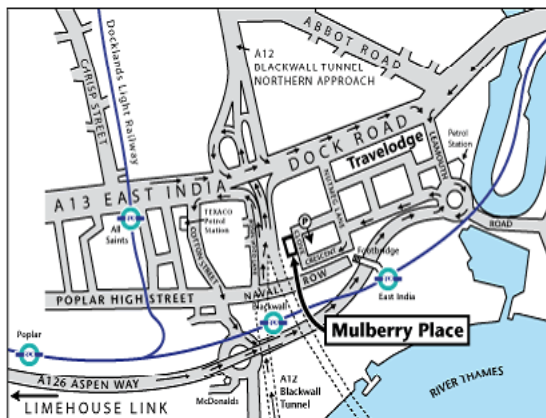 Docklands Light Railway
CRISP STREET
A12
BLACKWALL TUNNEL
NORTHERN APPROACH
ABBOT ROAD
A13 EAST INDIA DOCK ROAD
Travelodge
Petrol
Station
LEAMOUTH
ROAD
NUTMEG LANE
All
Saints
TEXACO
Petrol
Station
COTTON STREET
P
CLOVE
CRESCENT
Footbridge
POPLAR HIGH STREET
NAVAL ROW
Blackwall
East India
Poplar
Mulberry Place
A126 ASPEN WAY
McDonalds
A12
Blackwall
Tunnel
LIMEHOUSE LINK
RIVER THAMES